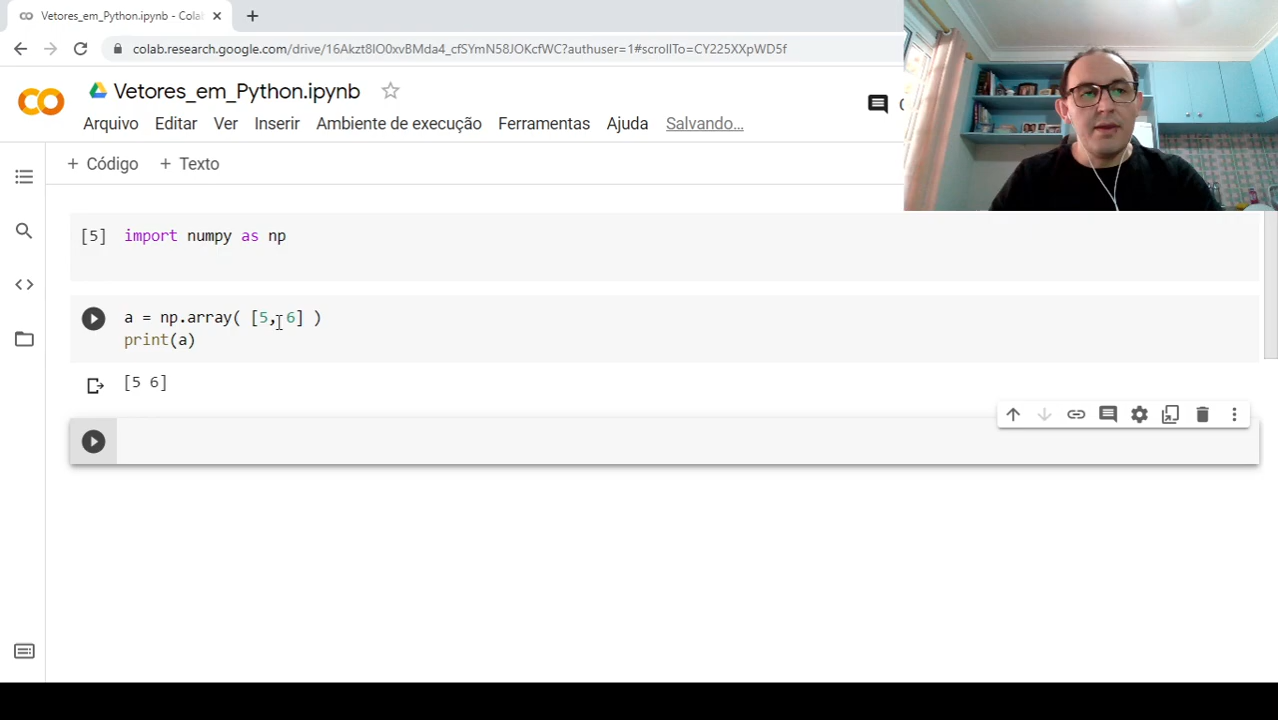 Vetores_em_Python.ipynb - Colab
colab.research.google.com/drive/16Akzt8IO0xvBMda4_cfSYmN58JOKcfWC?authuser=1#scrollTo=CY225XXpWD5f
Vetores_em_Python.ipynb
Arquivo Editar Ver Inserir Ambiente de execução Ferramentas Ajuda Salvando...
+ Código + Texto
[5] import numpy as np
a = np.array( [5, 6] )
print(a)
[5 6]